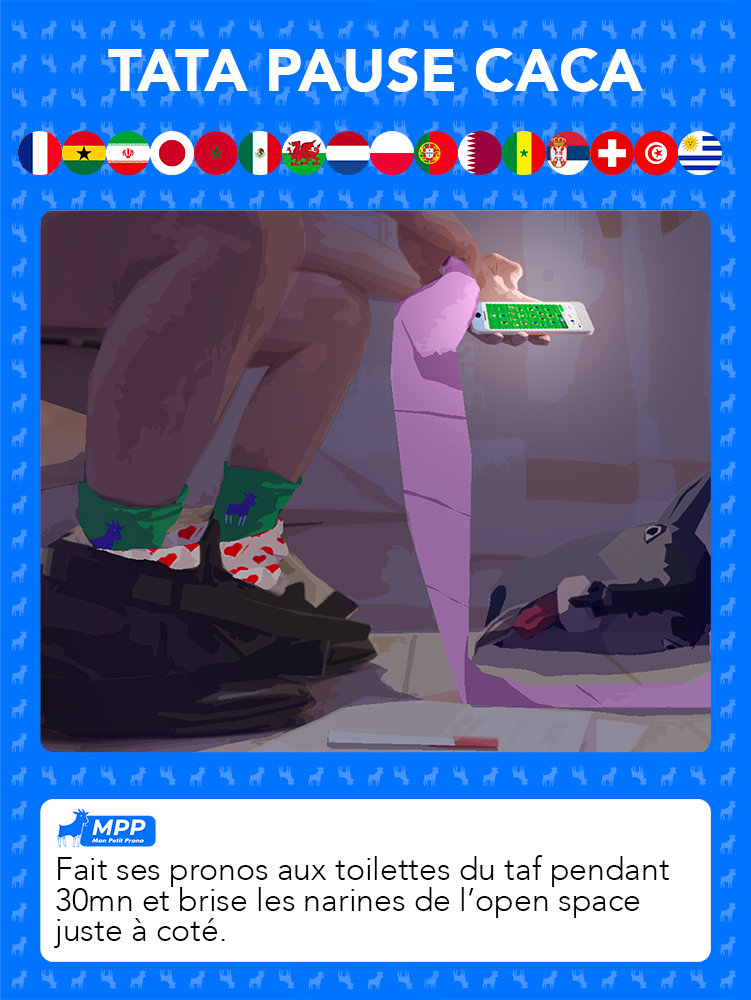 TATA PAUSE CACA
MPP
Mon Petit Prono
Fait ses pronos aux toilettes du taf pendant
30mn et brise les narines de l’open space
juste à coté.